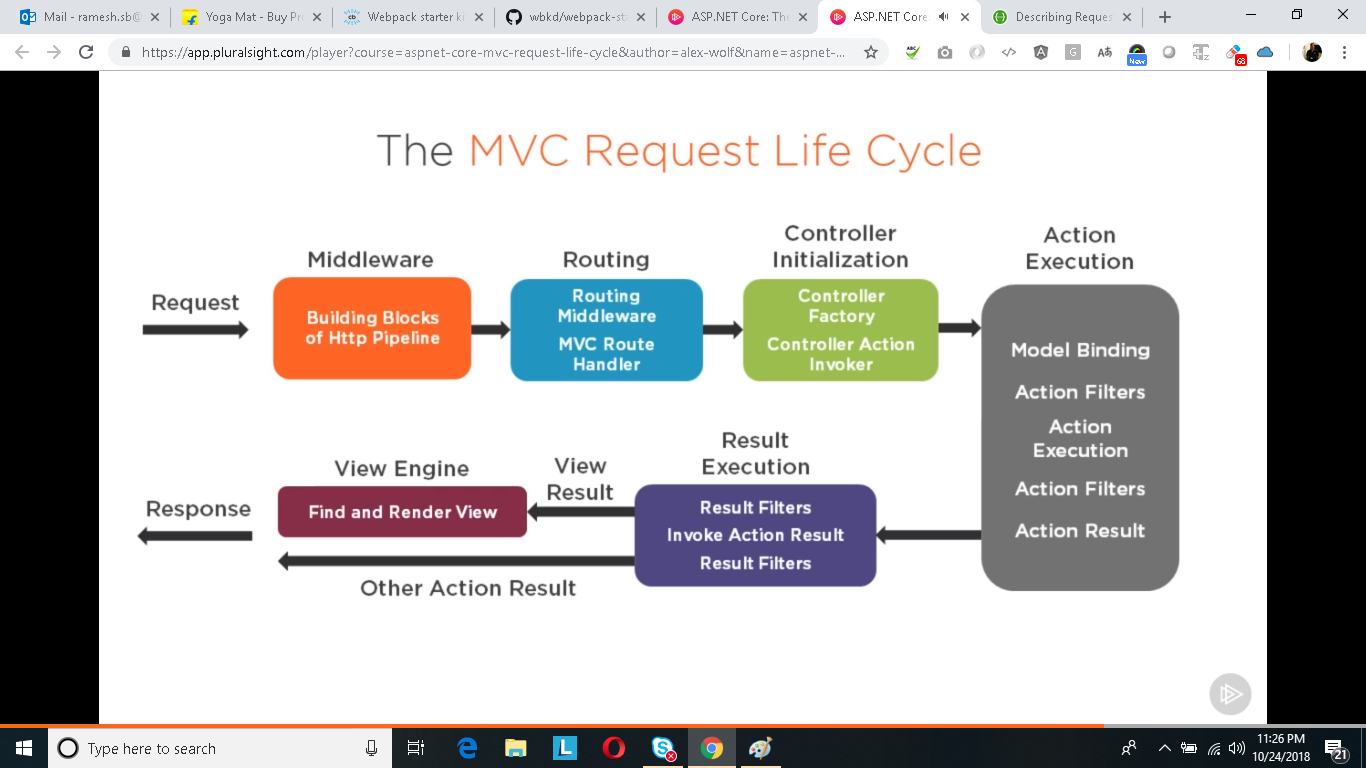 Mail - ramesh.sb@
Yoga Mat - Buy Pr
Webpack starter ki
wbkd/webpack-sta
ASP.NET Core: The
ASP.NET Core:
Describing Reques
https://app.pluralsight.com/player?course=aspnet-core-mvc-request-life-cycle&author=alex-wolf&name=aspnet-...
The MVC Request Life Cycle
Request
Middleware
Building Blocks
of Http Pipeline
Routing
Routing
Middleware
MVC Route
Handler
Controller
Initialization
Controller
Factory
Controller Action
Invoker
Action
Execution
Model Binding
Action Filters
Action
Execution
Action Filters
Action Result
Result
Execution
Result Filters
Invoke Action Result
Result Filters
View
Result
View Engine
Find and Render View
Other Action Result
Response
Type here to search
11:26 PM
10/24/2018
21